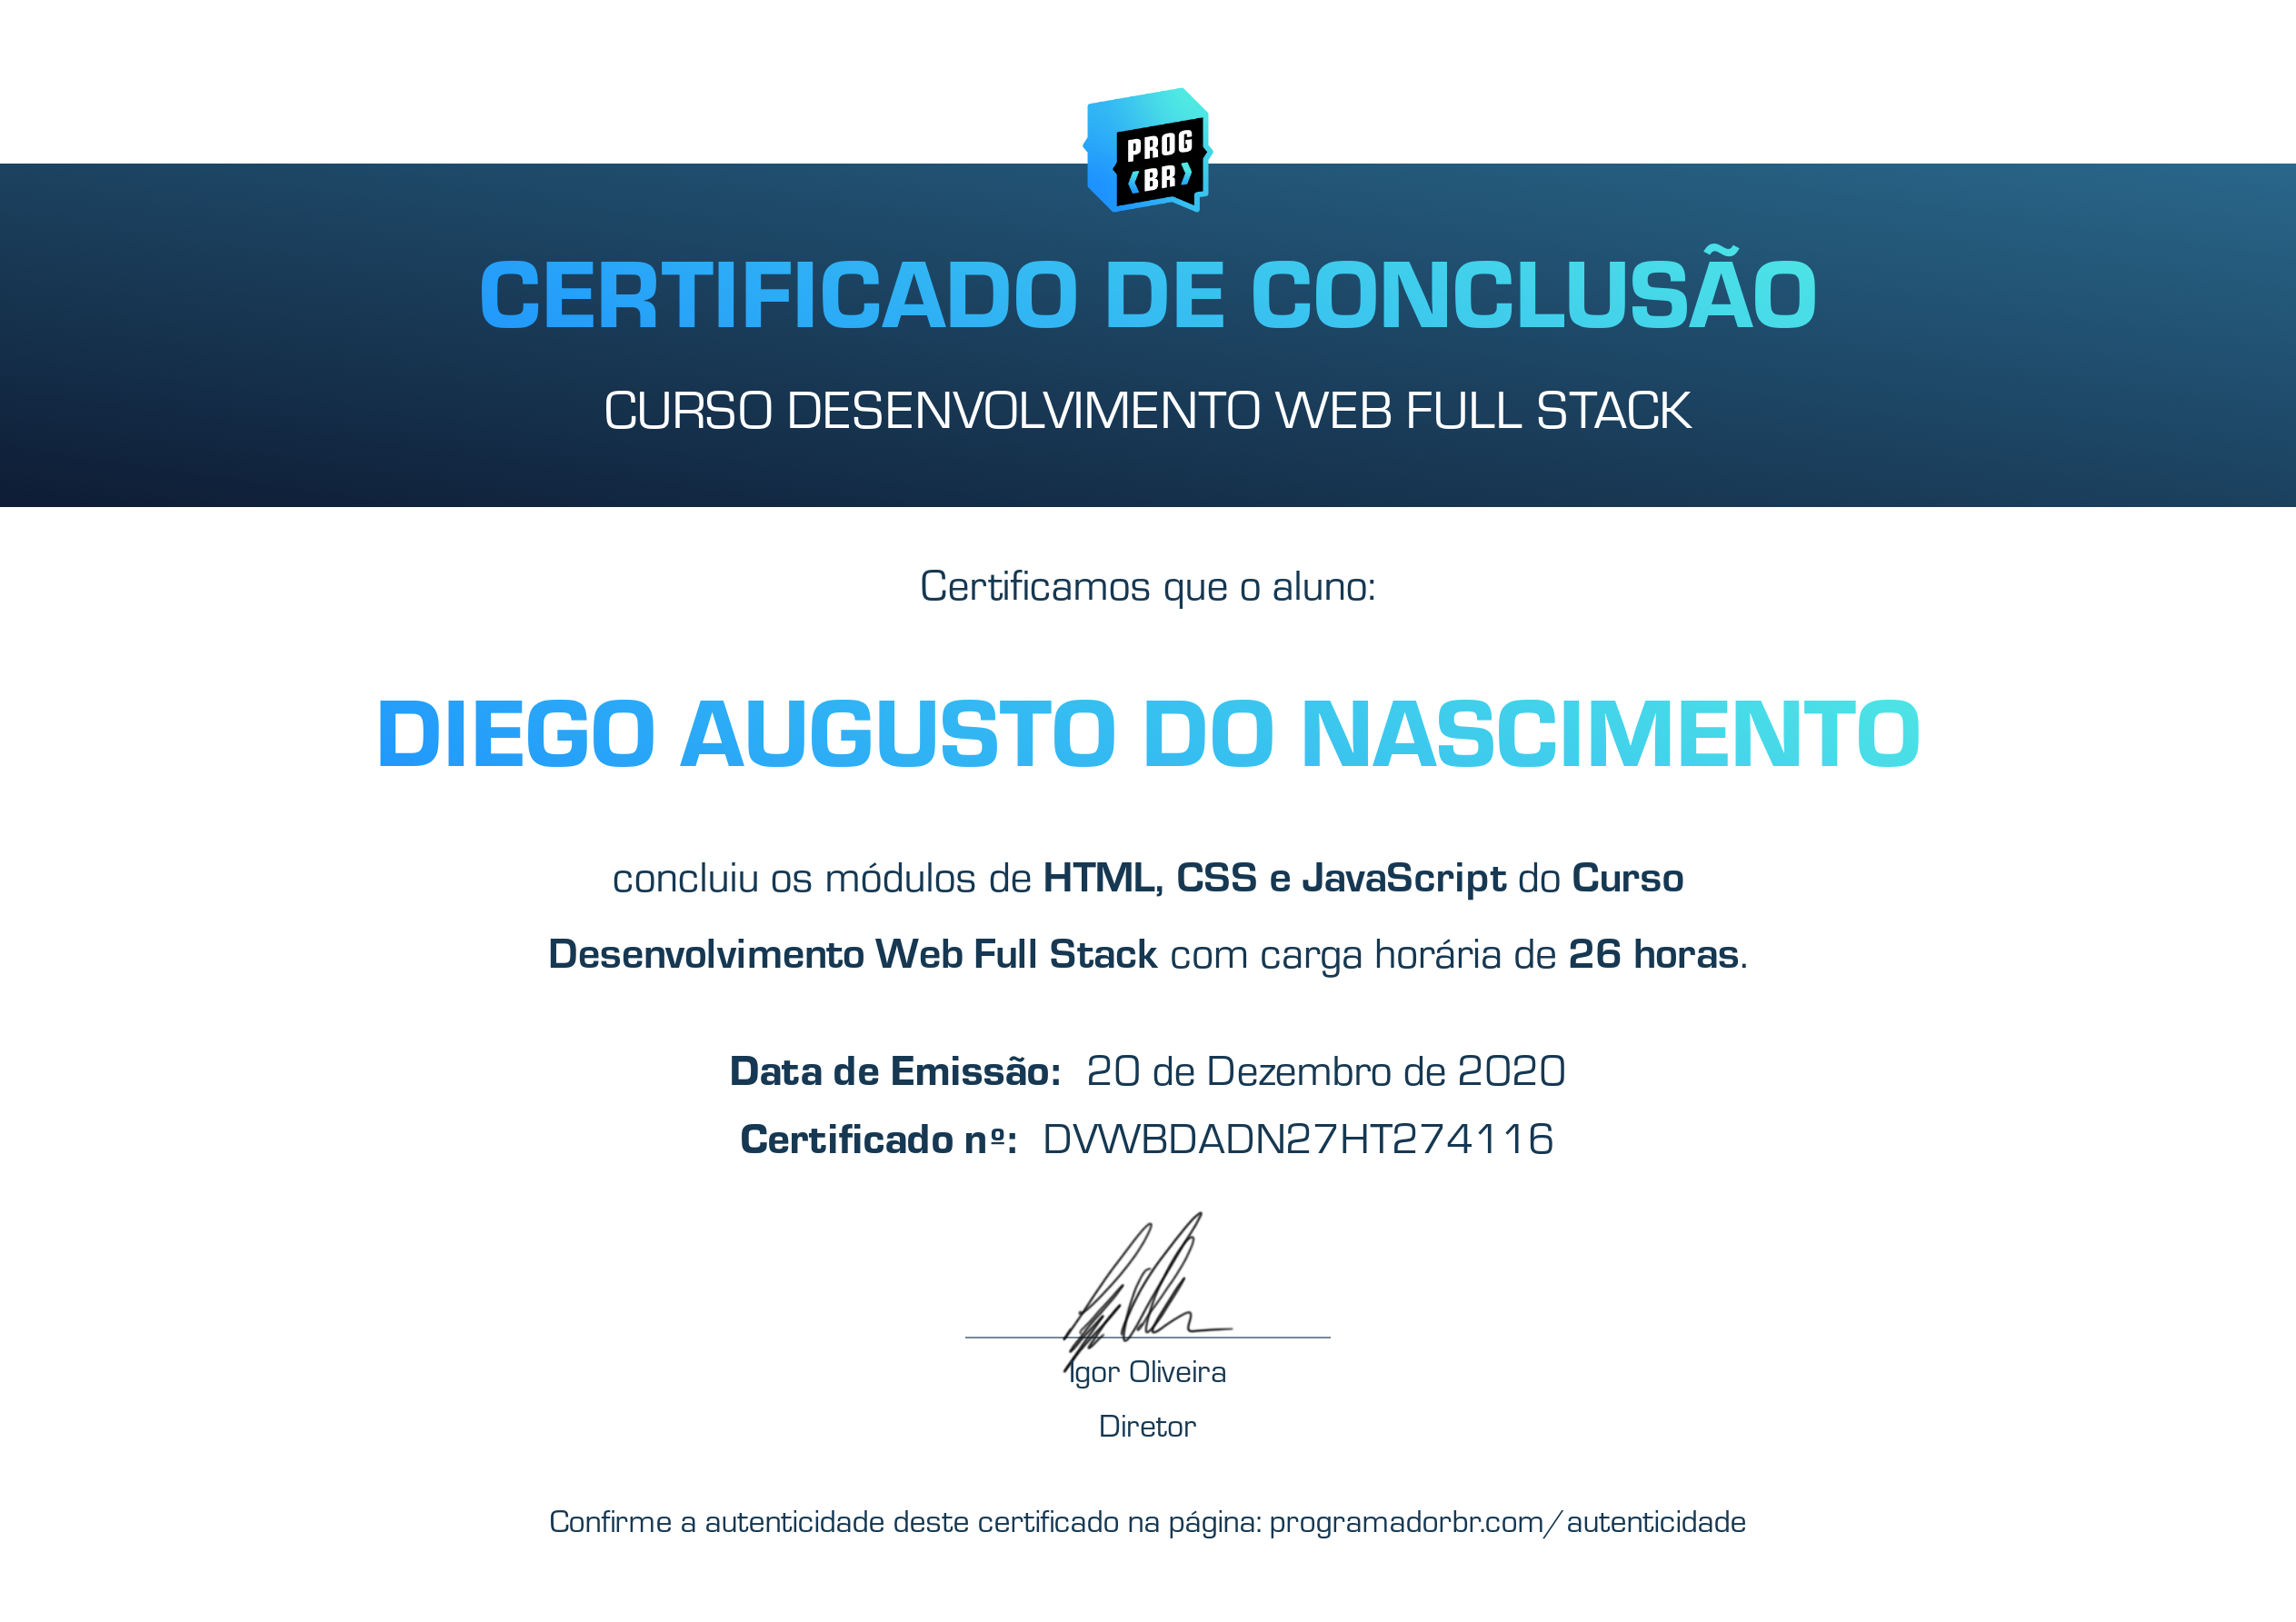 PROG
BR
CERTIFICADO DE CONCLUSÃO
CURSO DESENVOLVIMENTO WEB FULL STACK
Certificamos que o aluno:
DIEGO AUGUSTO DO NASCIMENTO
concluiu os módulos de HTML, CSS e JavaScript do Curso
Desenvolvimento Web Full Stack com carga horária de 26 horas.
Data de Emissão: 20 de Dezembro de 2020
Certificado nº: DVWBDADN27HT274116
Igor Oliveira
Diretor
Confirme a autenticidade deste certificado na página: programadorbr.com/autenticidade